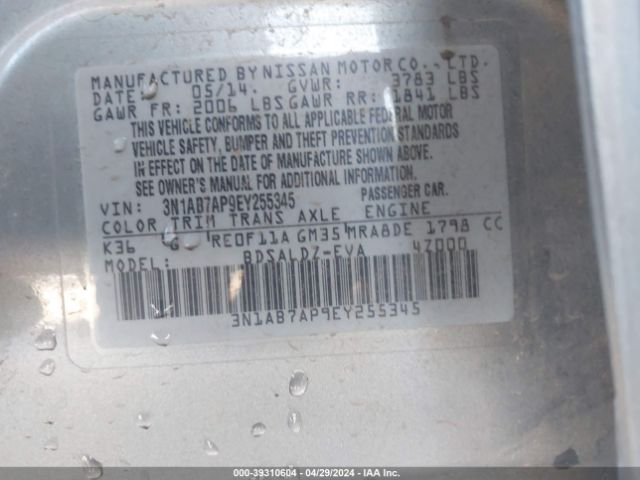 MANUFACTURED BY NISSAN MOTOR CO., LTD.
DATE: 05/14. GVWR: 3783 LBS
GAWR FR: 2006 LBS GAWR RR: 1841 LBS
THIS VEHICLE CONFORMS TO ALL APPLICABLE FEDERAL MOTOR
VEHICLE SAFETY, BUMPER AND THEFT PREVENTION STANDARDS
IN EFFECT ON THE DATE OF MANUFACTURE SHOWN ABOVE.
SEE OWNER'S MANUAL FOR ADDITIONAL INFORMATION.
VIN: 3N1AB7AP9EY255345 PASSENGER CAR.
COLOR TRIM TRANS AXLE ENGINE
K36 G RE0F11A GM35 MRA8DE 1798 CC
MODEL: BDSALDZ-EVA 4Z000
3N1AB7AP9EY255345
000-39310604 - 04/29/2024 - IAA Inc.